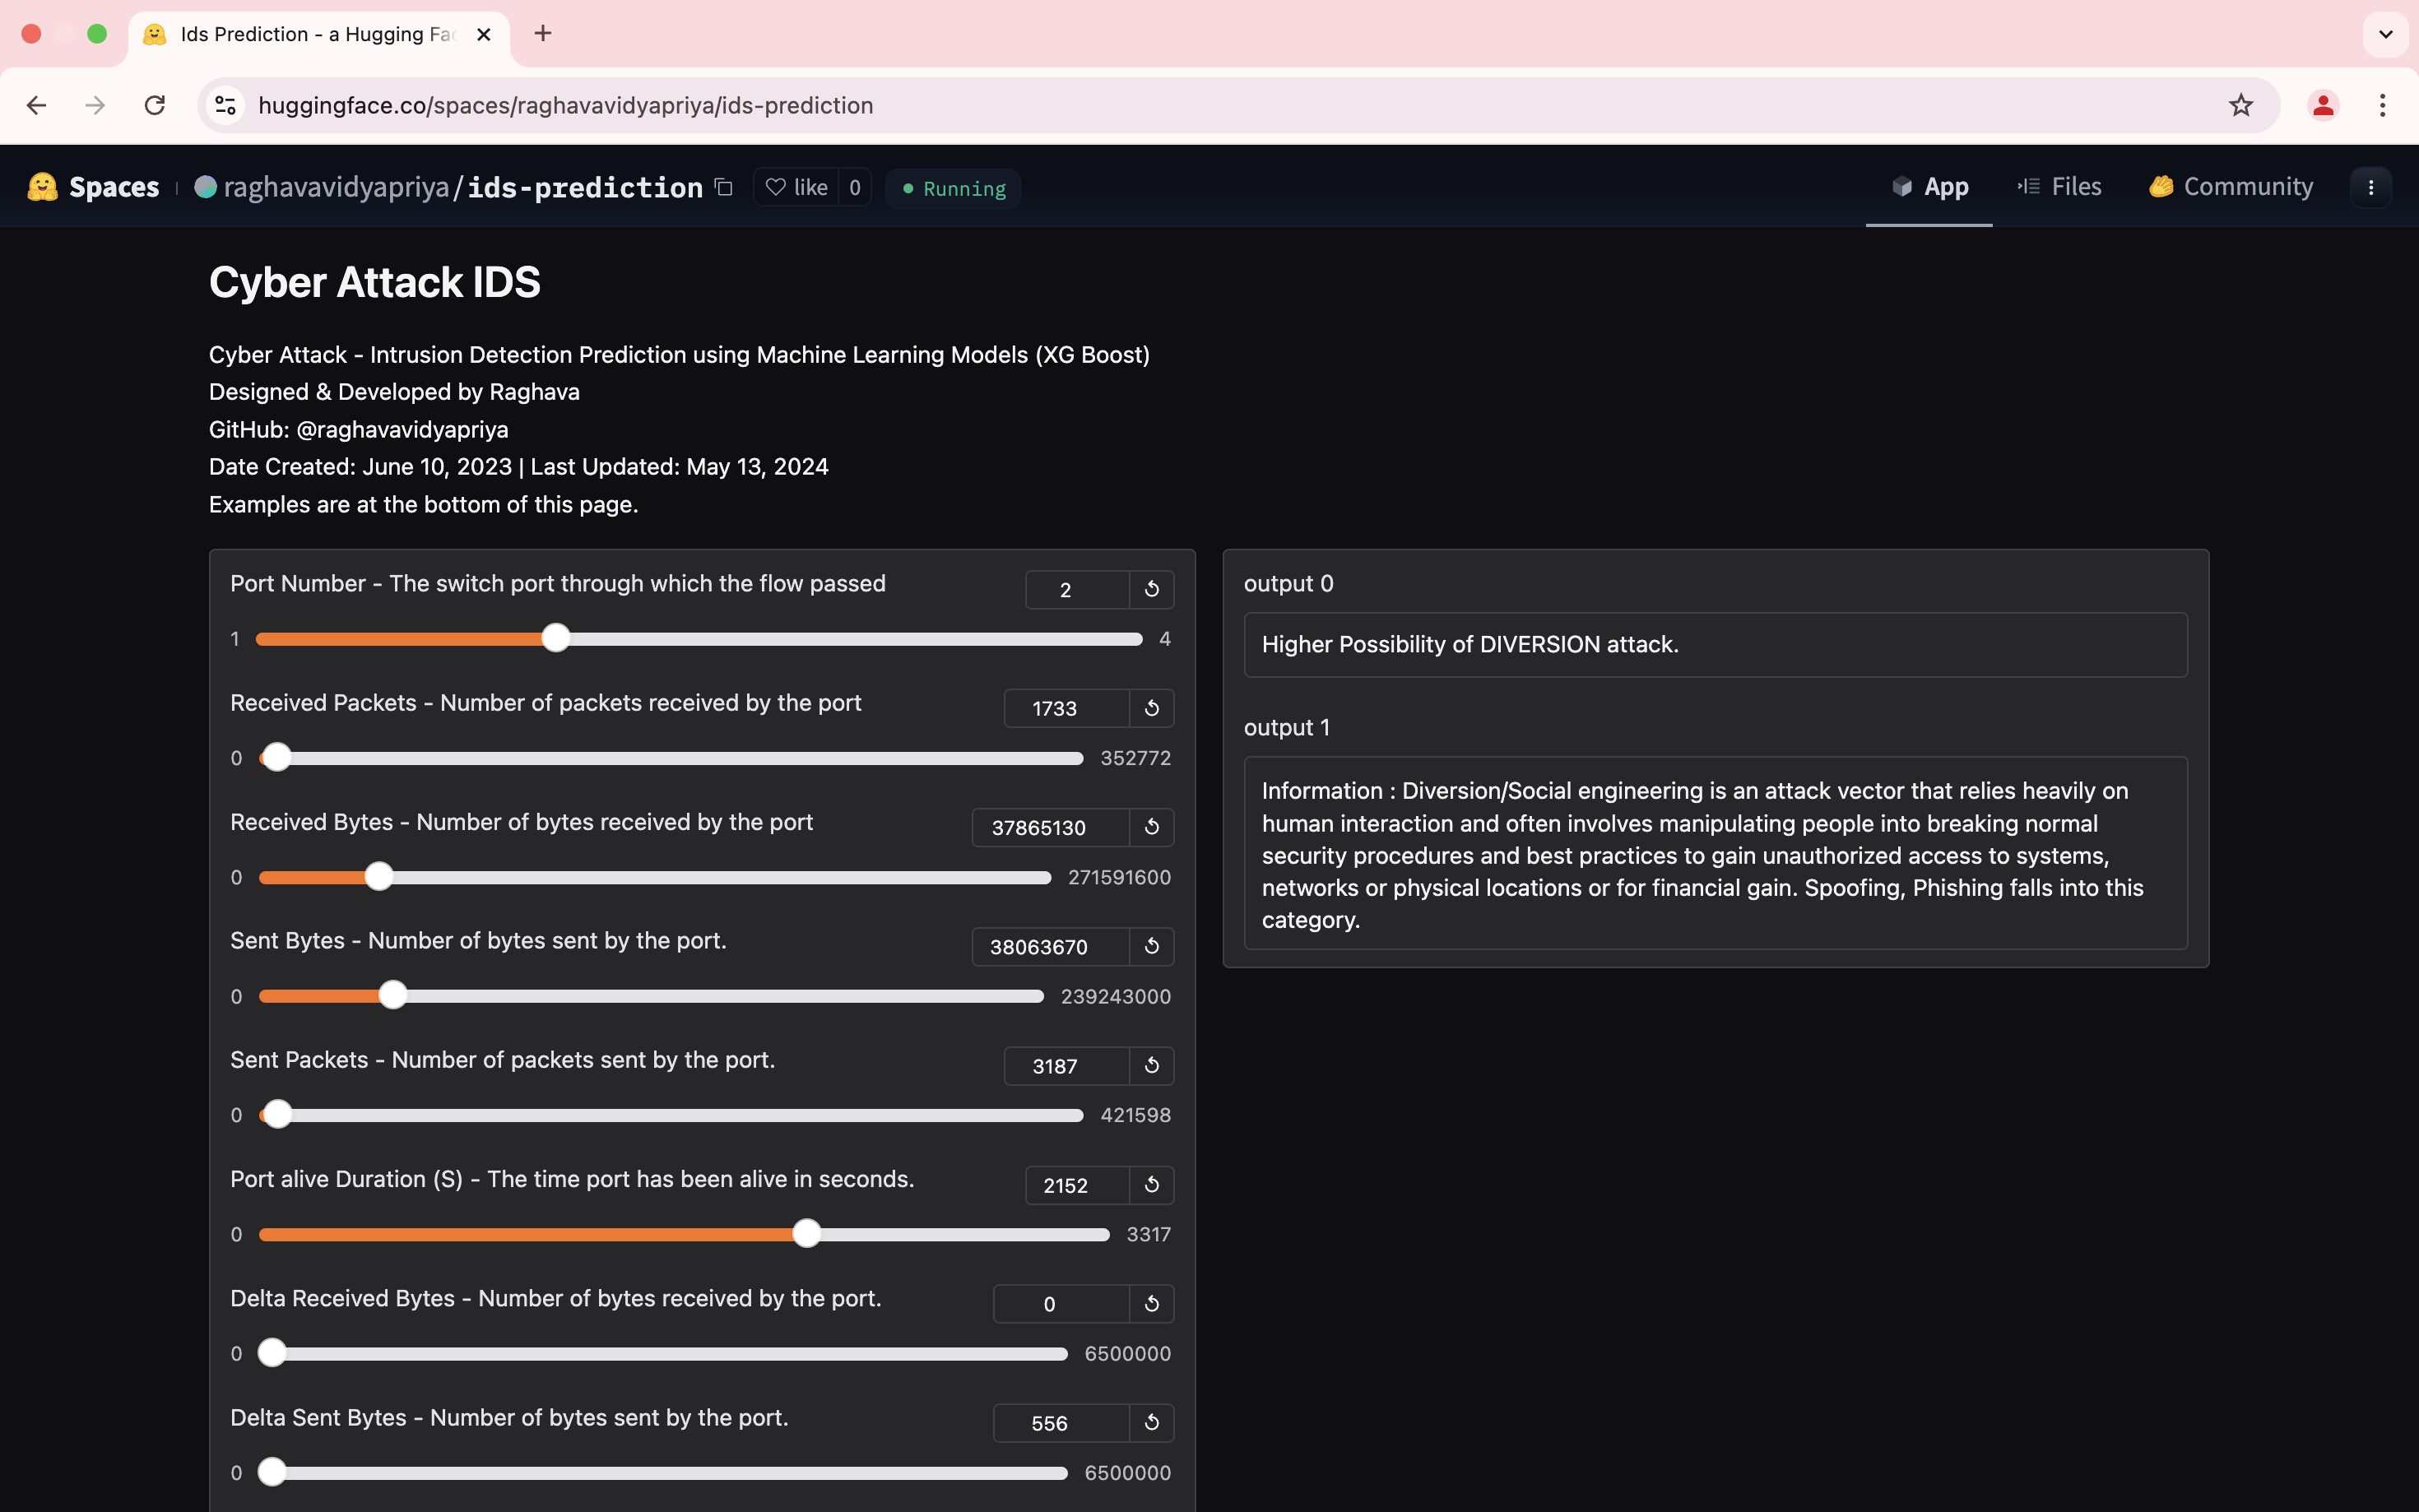 Ids Prediction - a Hugging Fac
huggingface.co/spaces/raghavavidyapriya/ids-prediction
Spaces raghavavidyapriya/ids-prediction like 0 Running App Files Community
Cyber Attack IDS
Cyber Attack - Intrusion Detection Prediction using Machine Learning Models (XG Boost)
Designed & Developed by Raghava
GitHub: @raghavavidyapriya
Date Created: June 10, 2023 | Last Updated: May 13, 2024
Examples are at the bottom of this page.
Port Number - The switch port through which the flow passed 2
1 4
Received Packets - Number of packets received by the port 1733
0 352772
Received Bytes - Number of bytes received by the port 37865130
0 271591600
Sent Bytes - Number of bytes sent by the port. 38063670
0 239243000
Sent Packets - Number of packets sent by the port. 3187
0 421598
Port alive Duration (S) - The time port has been alive in seconds. 2152
0 3317
Delta Received Bytes - Number of bytes received by the port. 0
0 6500000
Delta Sent Bytes - Number of bytes sent by the port. 556
0 6500000
output 0
Higher Possibility of DIVERSION attack.
output 1
Information : Diversion/Social engineering is an attack vector that relies heavily on
human interaction and often involves manipulating people into breaking normal
security procedures and best practices to gain unauthorized access to systems,
networks or physical locations or for financial gain. Spoofing, Phishing falls into this
category.